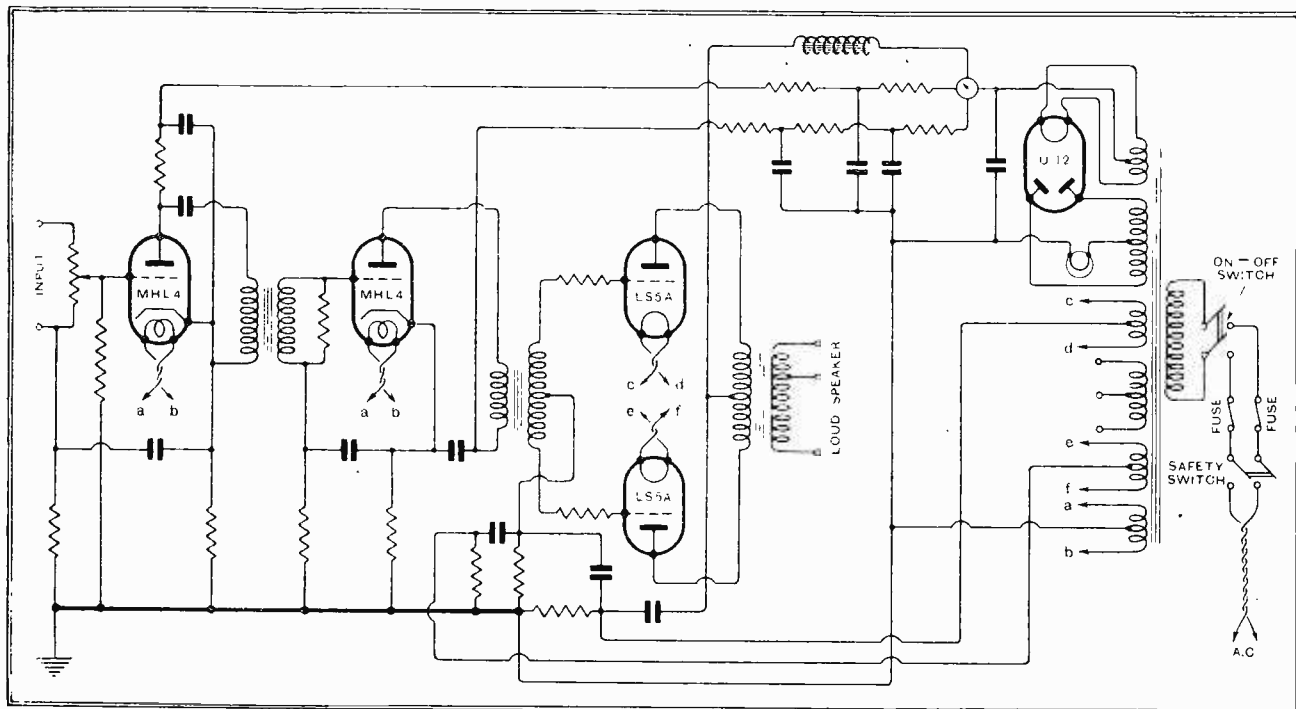 INPUT
MHL4
a b
MHL4
a b
LS5A
c d
e f
LS5A
LOUD SPEAKER
U 12
c
d
e
f
a
b
ON-OFF
SWITCH
FUSE
FUSE
SAFETY
SWITCH
A.C